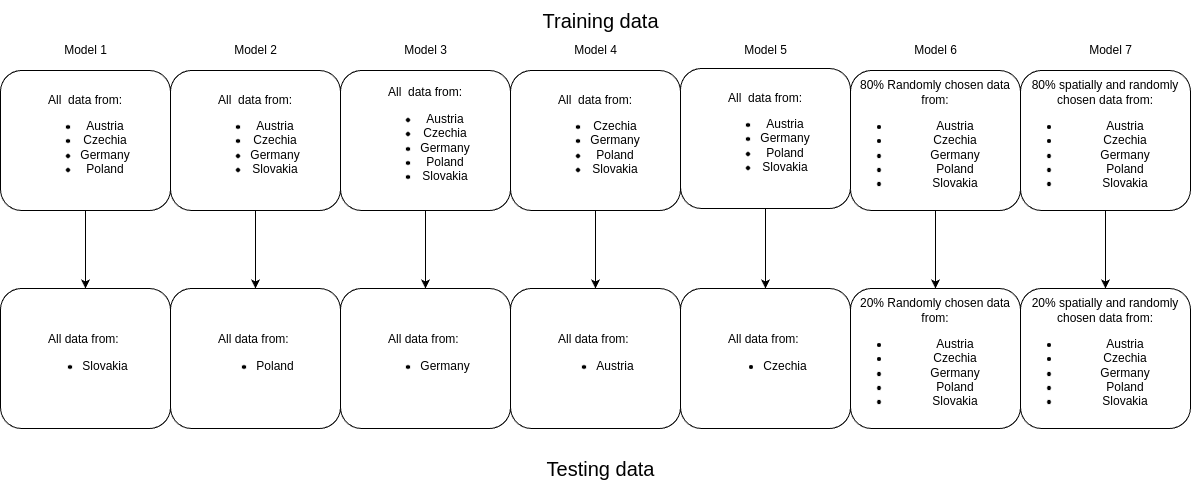 Training data
Model 1
Model 2
Model 3
Model 4
Model 5
Model 6
Model 7
All data from:
• Austria
• Czechia
• Germany
• Poland
All data from:
• Austria
• Czechia
• Germany
• Slovakia
All data from:
• Austria
• Czechia
• Germany
• Poland
• Slovakia
All data from:
• Czechia
• Germany
• Poland
• Slovakia
All data from:
• Austria
• Germany
• Poland
• Slovakia
80% Randomly chosen data
from:
• Austria
• Czechia
• Germany
• Poland
• Slovakia
80% spatially and randomly
chosen data from:
• Austria
• Czechia
• Germany
• Poland
• Slovakia
All data from:
• Slovakia
All data from:
• Poland
All data from:
• Germany
All data from:
• Austria
All data from:
• Czechia
20% Randomly chosen data
from:
• Austria
• Czechia
• Germany
• Poland
• Slovakia
20% spatially and randomly
chosen data from:
• Austria
• Czechia
• Germany
• Poland
• Slovakia
Testing data